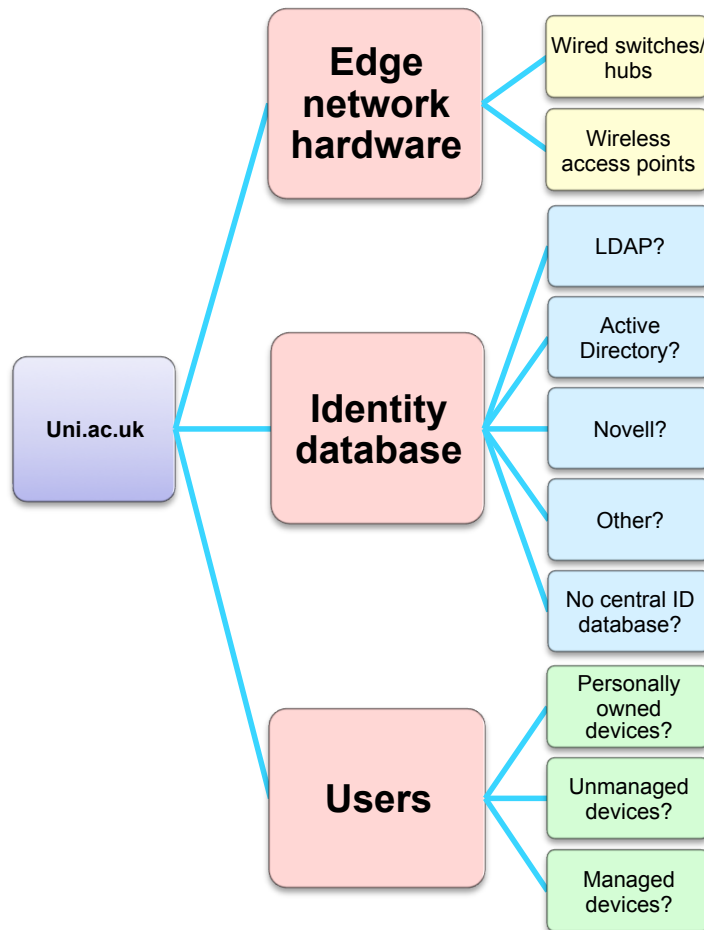 Edge
network
hardware
Wired switches/
hubs
Wireless
access points
Uni.ac.uk
Identity
database
LDAP?
Active
Directory?
Novell?
Other?
No central ID
database?
Users
Personally
owned
devices?
Unmanaged
devices?
Managed
devices?